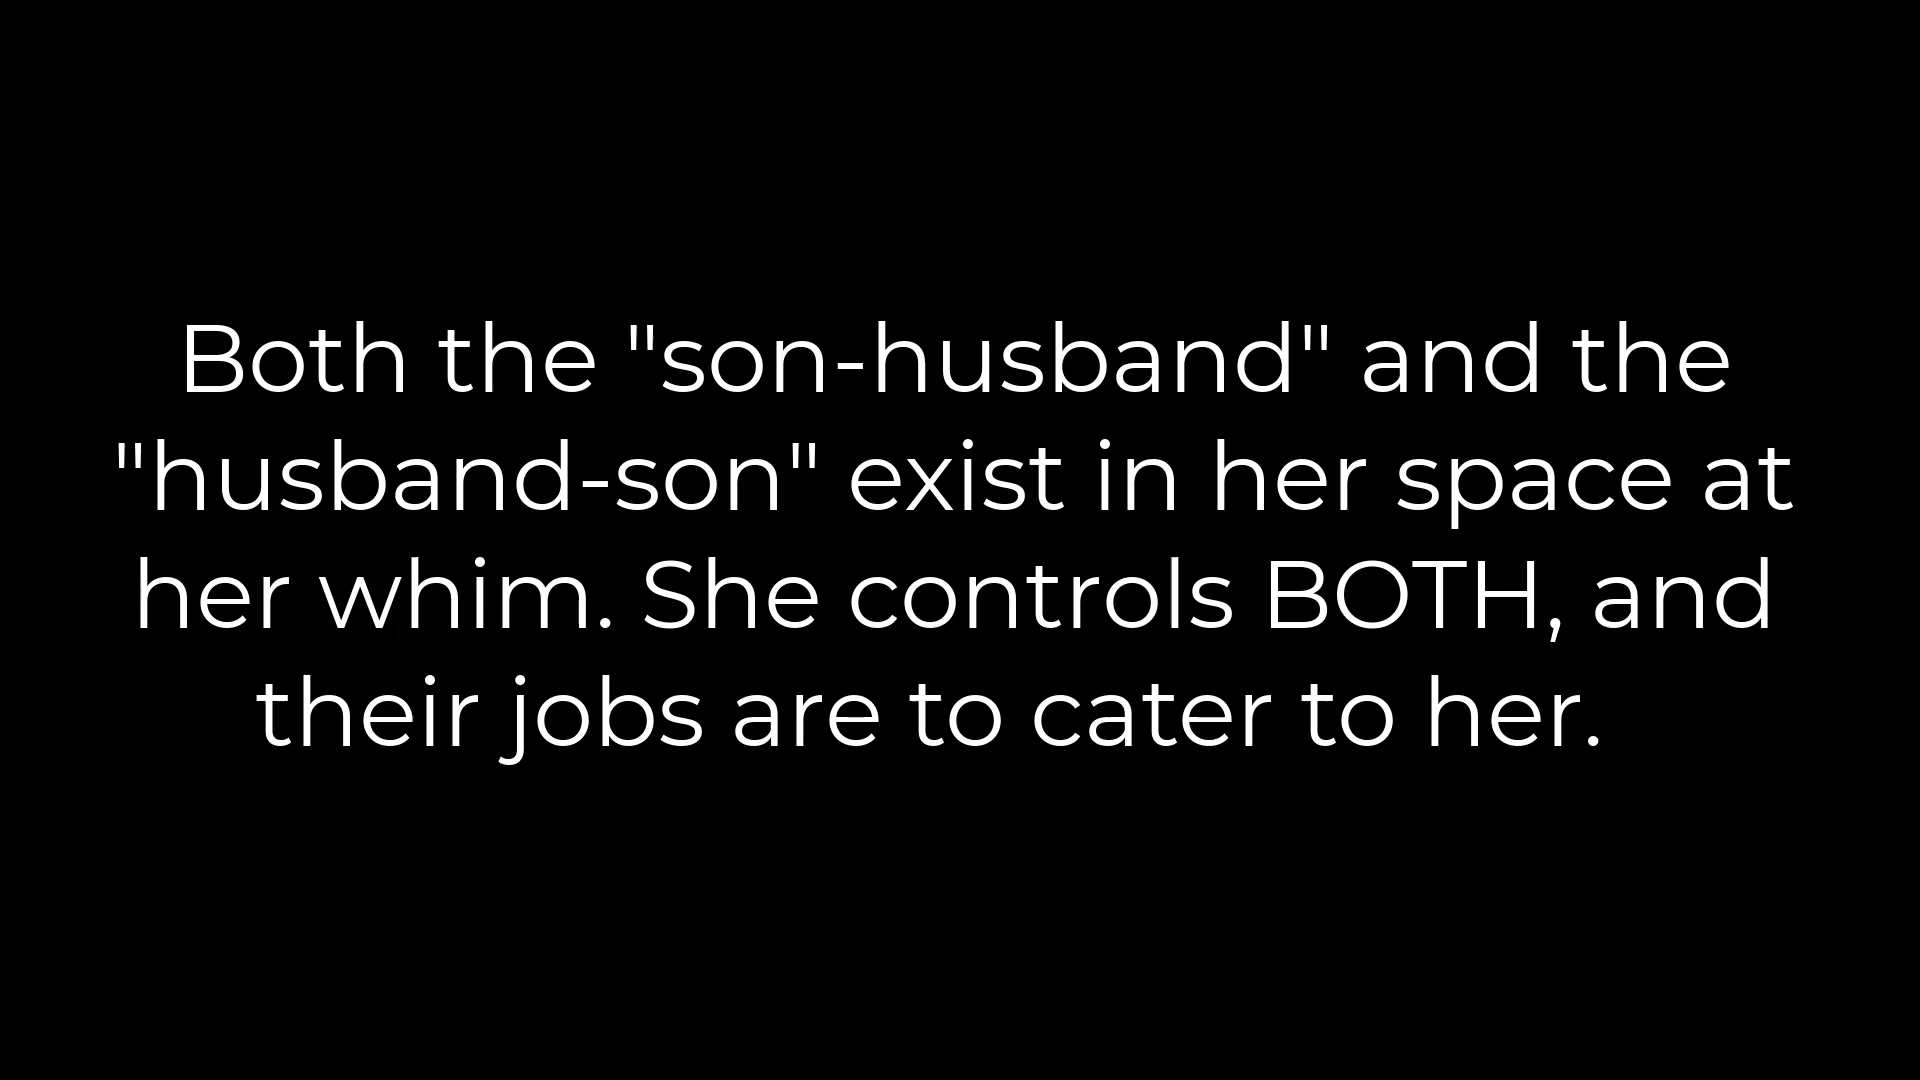 Both the "son-husband" and the
"husband-son" exist in her space at
her whim. She controls BOTH, and
their jobs are to cater to her.